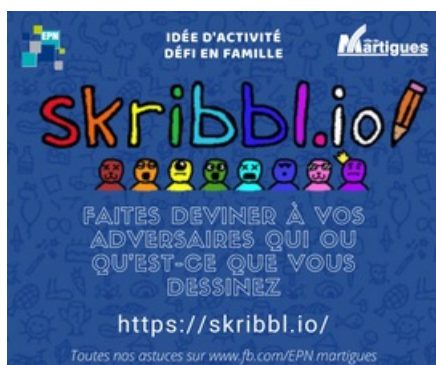 EPN
IDÉE D'ACTIVITÉ
DÉFI EN FAMILLE
Martigues
skribbl.io
FAITES DEVINER À VOS
ADVERSAIRES QUI OU
QU'EST-CE QUE VOUS
DESSINEZ
https://skribbl.io/
Toutes nos astuces sur www.fb.com/EPN martigues